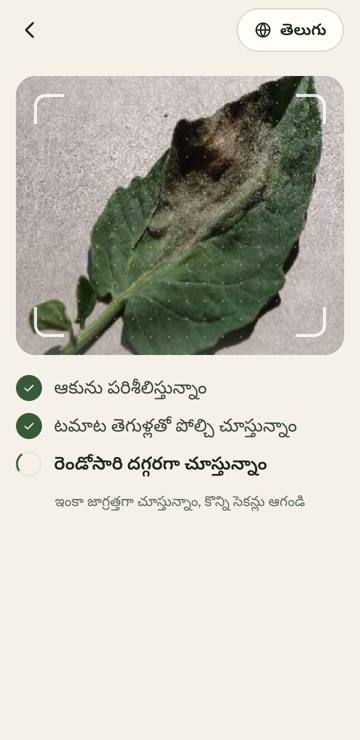 తెలుగు
ఆకును పరిశీలిస్తున్నాం
టమాట తెగుళ్లతో పోల్చి చూస్తున్నాం
రెండోసారి దగ్గరగా చూస్తున్నాం
ఇంకా జాగ్రత్తగా చూస్తున్నాం, కొన్ని సెకన్లు ఆగండి